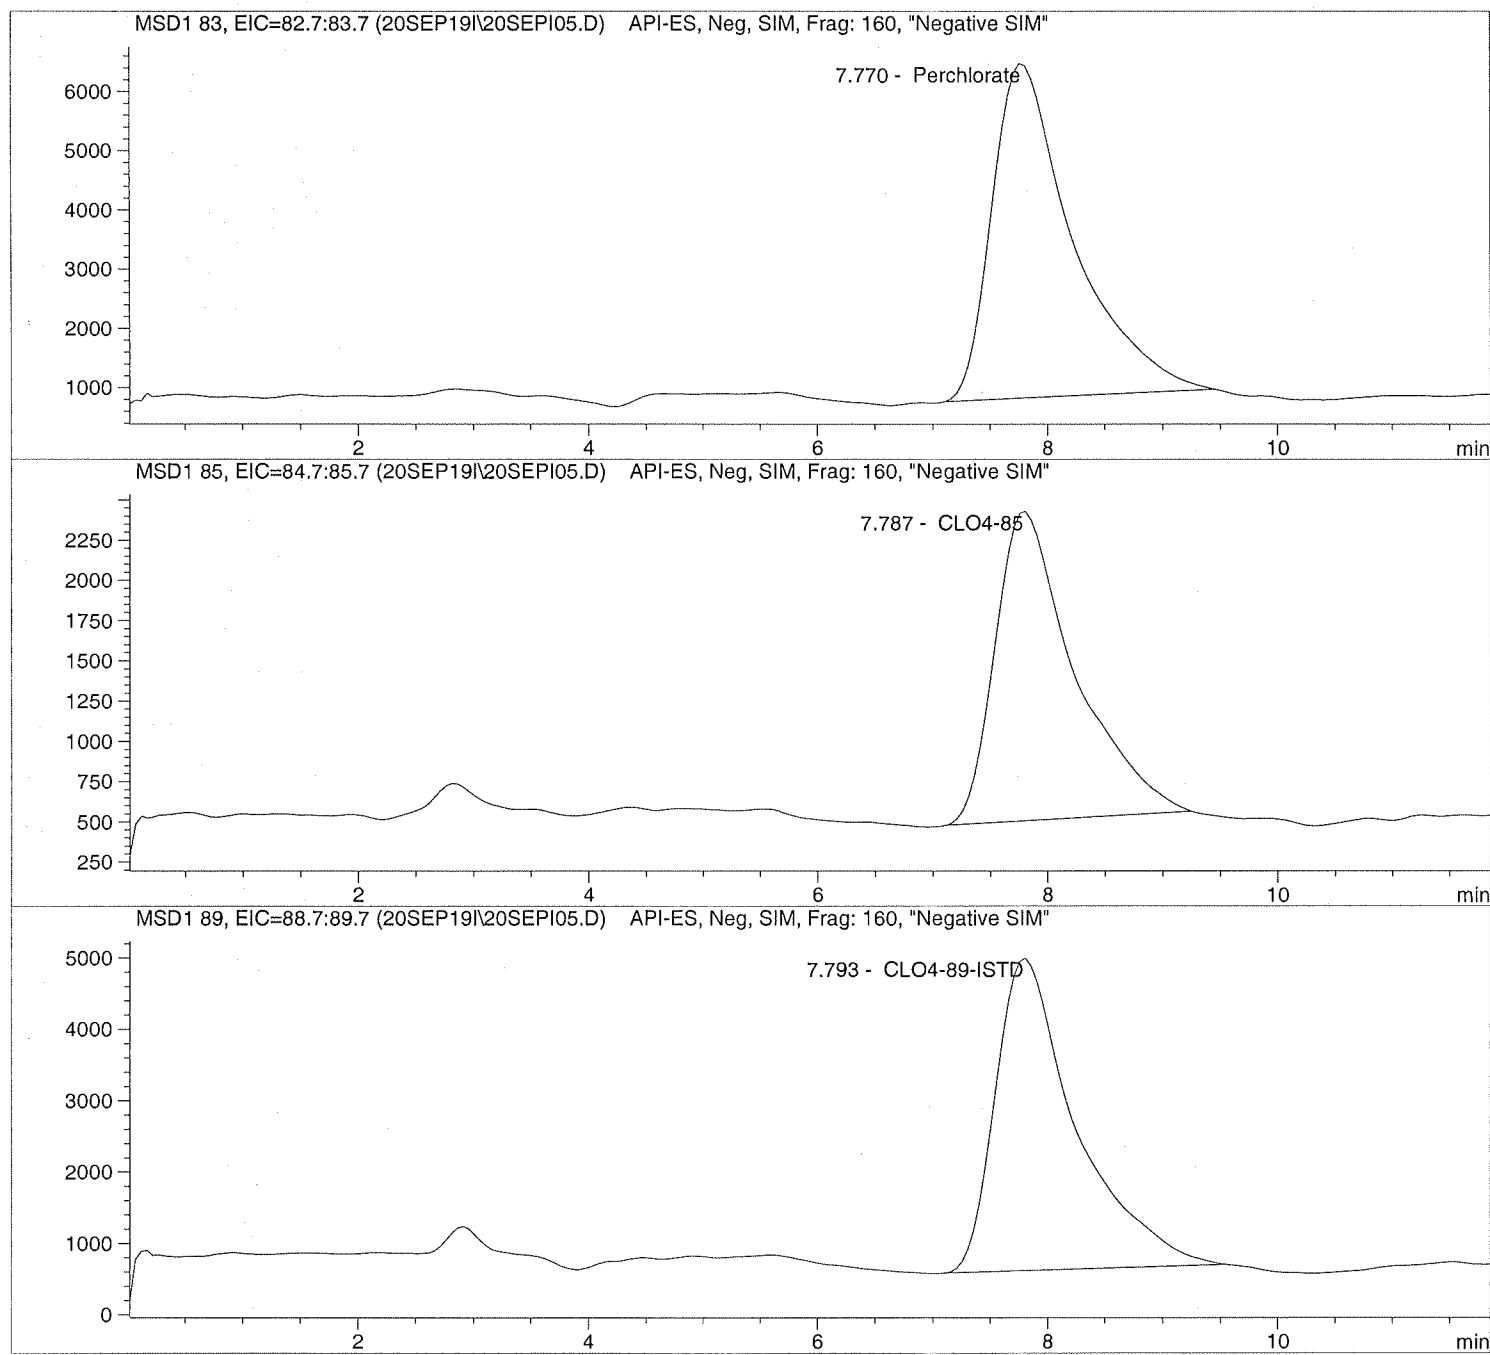 MSD1 83, EIC=82.7:83.7 (20SEP19I\20SEPI05.D) API-ES, Neg, SIM, Frag: 160, "Negative SIM"
7.770 - Perchlorate
6000
5000
4000
3000
2000
1000
2 4 6 8 10 min
MSD1 85, EIC=84.7:85.7 (20SEP19I\20SEPI05.D) API-ES, Neg, SIM, Frag: 160, "Negative SIM"
7.787 - CLO4-85
2250
2000
1750
1500
1250
1000
750
500
250
2 4 6 8 10 min
MSD1 89, EIC=88.7:89.7 (20SEP19I\20SEPI05.D) API-ES, Neg, SIM, Frag: 160, "Negative SIM"
7.793 - CLO4-89-ISTD
5000
4000
3000
2000
1000
0
2 4 6 8 10 min